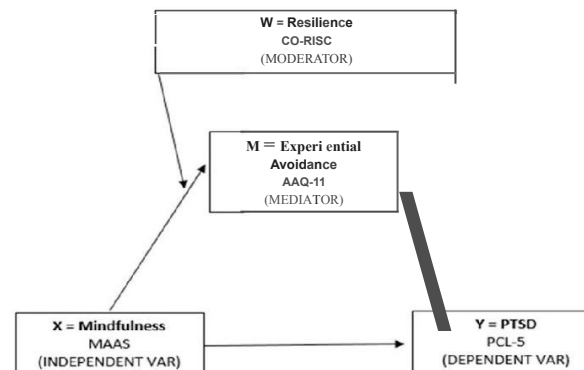 W = Resilience
CO-RISC
(MODERATOR)
M = Experi ential
Avoidance
AAQ-11
(MEDIATOR)
X = Mindfulness
MAAS
(INDEPENDENT VAR)
Y = PTSD
PCL-5
(DEPENDENT VAR)